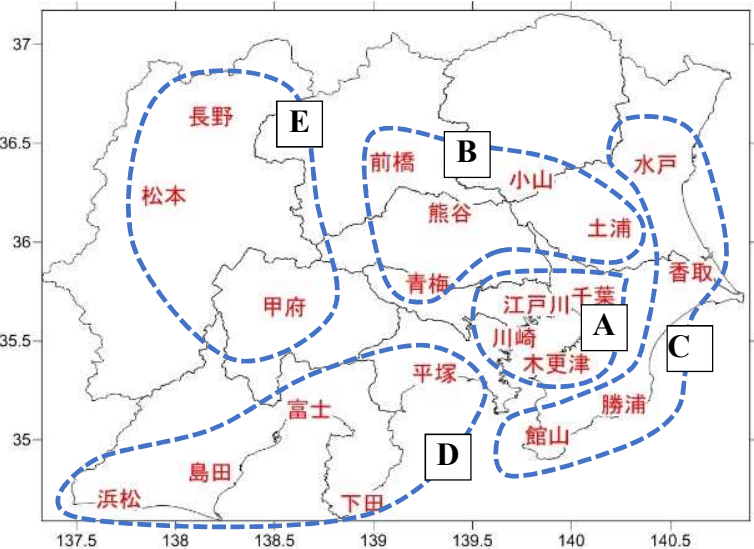 37
36.5
36
35.5
35
137.5
138
138.5
139
139.5
140
140.5
長野
松本
甲府
E
前橋
B
小山
熊谷
土浦
青梅
水戸
香取
江戸川
千葉
川崎
A
木更津
C
勝浦
館山
平塚
富士
D
島田
浜松
下田